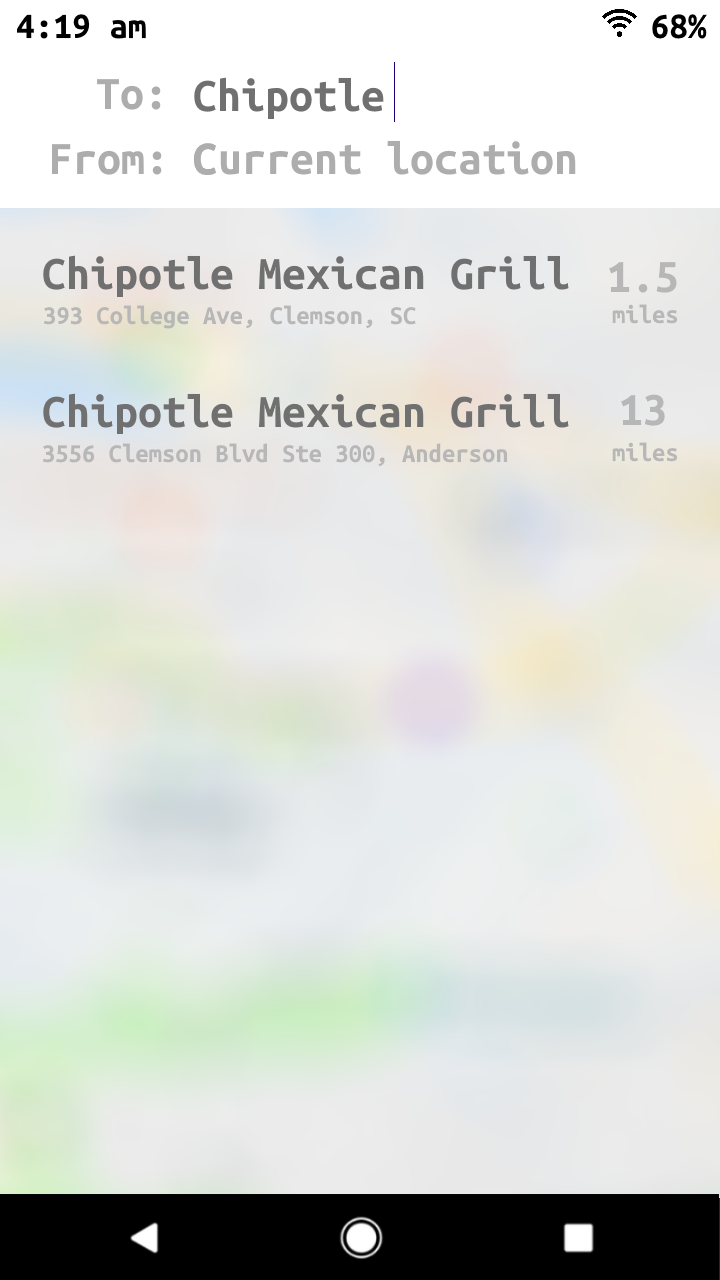 4:19 am 68%
To: Chipotle
From: Current location
Chipotle Mexican Grill 1.5
393 College Ave, Clemson, SC miles
Chipotle Mexican Grill 13
3556 Clemson Blvd Ste 300, Anderson miles